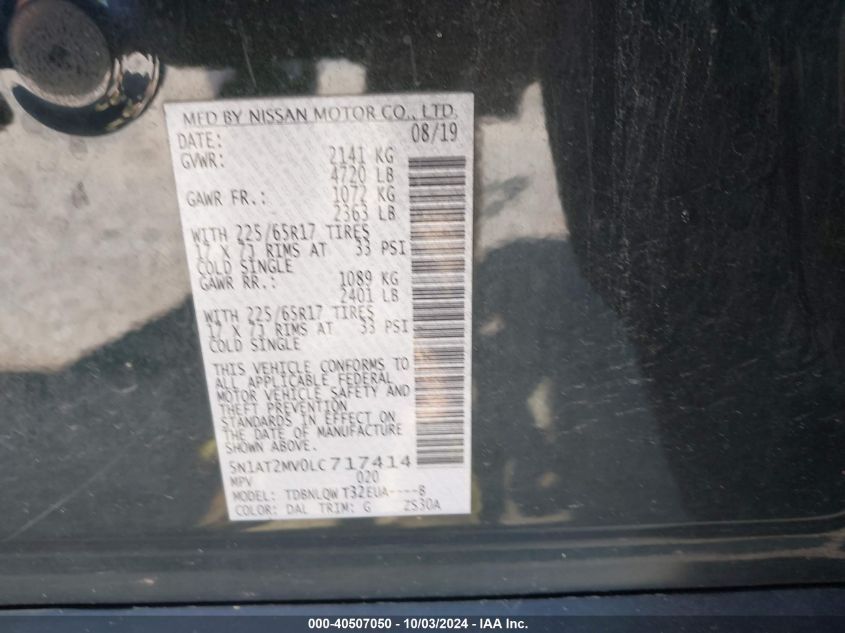 MFD BY NISSAN MOTOR CO., LTD.
DATE: 08/19
GVWR: 2141 KG
4720 LB
GAWR FR.: 1072 KG
2363 LB
WITH 225/65R17 TIRES
17 X 7J RIMS AT 33 PSI
COLD SINGLE
GAWR RR.: 1089 KG
2401 LB
WITH 225/65R17 TIRES
17 X 7J RIMS AT 33 PSI
COLD SINGLE
THIS VEHICLE CONFORMS TO
ALL APPLICABLE FEDERAL
MOTOR VEHICLE SAFETY AND
THEFT PREVENTION
STANDARDS IN EFFECT ON
THE DATE OF MANUFACTURE
SHOWN ABOVE.
5N1AT2MV0LC717414
MPV 020
MODEL: TDBNLQW T32EUA----B
COLOR: DAL TRIM: G ZS30A
000-40507050 - 10/03/2024 - IAA Inc.